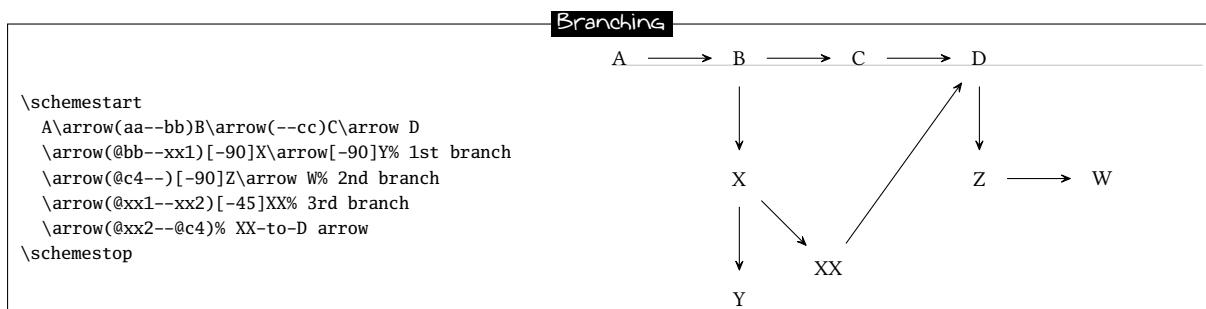 Branching
\schemestart
A\arrow(aa--bb)B\arrow(--cc)C\arrow D
\arrow(@bb--xx1)[-90]X\arrow[-90]Y% 1st branch
\arrow(@c4--)[-90]Z\arrow W% 2nd branch
\arrow(@xx1--xx2)[-45]XX% 3rd branch
\arrow(@xx2--@c4)% XX-to-D arrow
\schemestop
A B C D
X Z W
XX
Y